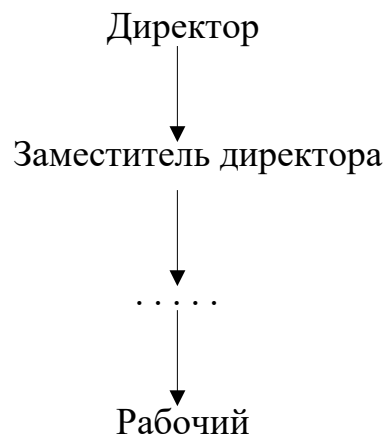 Директор
Заместитель директора
. . . . .
Рабочий